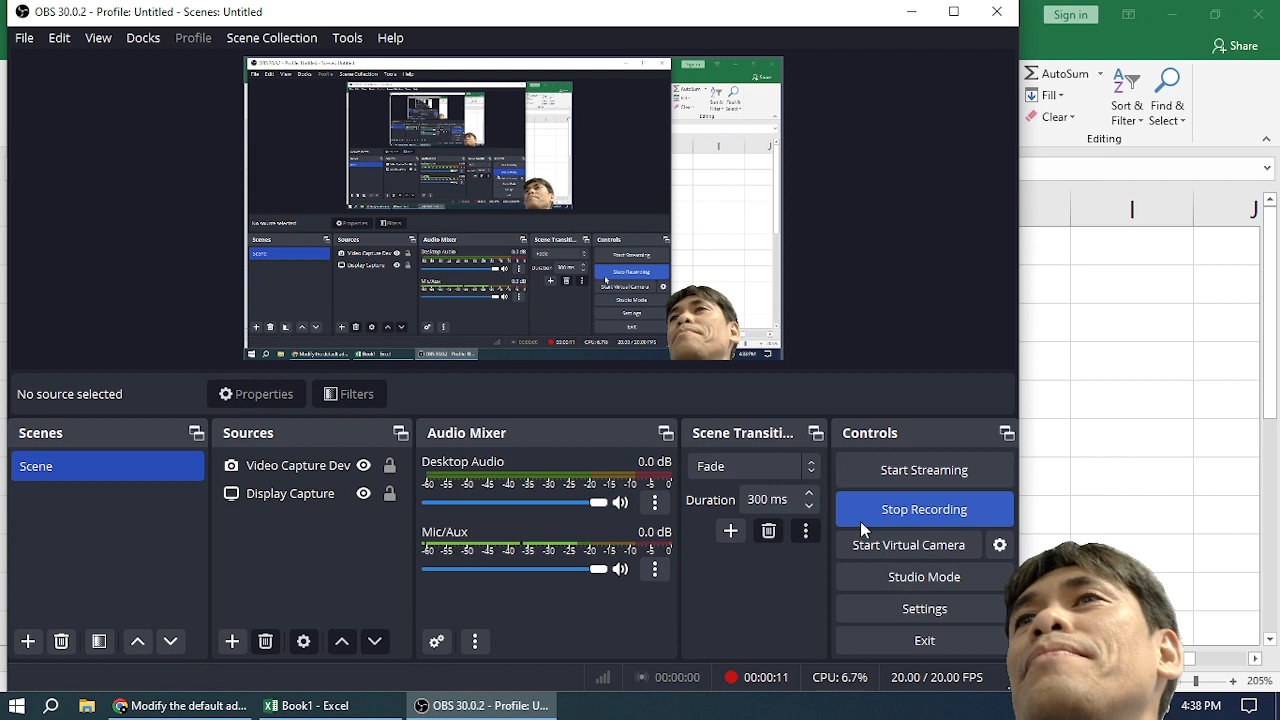 OBS 30.0.2 - Profile: Untitled - Scenes: Untitled
Sign in
File Edit View Docks Profile Scene Collection Tools Help
Share
AutoSum
Fill
Clear
Sort & Filter
Find & Select
Editing
I J
No source selected Properties Filters
Scenes
Scene
Sources
Video Capture Dev
Display Capture
Audio Mixer
Desktop Audio 0.0 dB
-60 -55 -50 -45 -40 -35 -30 -25 -20 -15 -10 -5 0
Mic/Aux 0.0 dB
-60 -55 -50 -45 -40 -35 -30 -25 -20 -15 -10 -5 0
Scene Transiti...
Fade
Duration 300 ms
Controls
Start Streaming
Stop Recording
Start Virtual Camera
Studio Mode
Settings
Exit
00:00:00 00:00:11 CPU: 6.7% 20.00 / 20.00 FPS
205%
Modify the default ad... Book1 - Excel OBS 30.0.2 - Profile: U... 4:38 PM